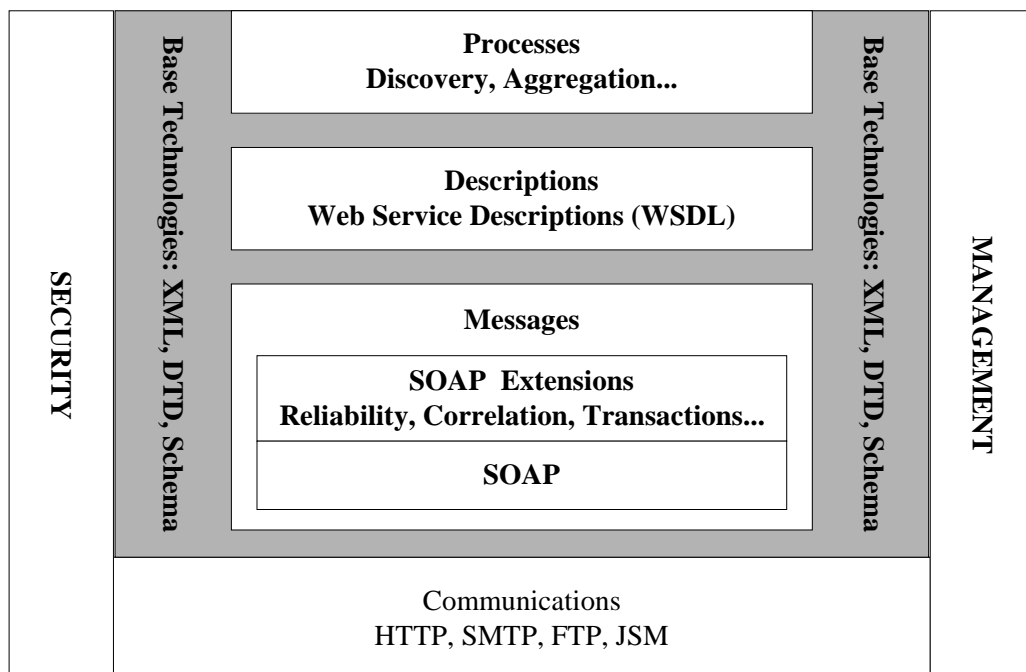 SECURITY
Base Technologies: XML, DTD, Schema
Processes
Discovery, Aggregation...
Descriptions
Web Service Descriptions (WSDL)
Messages
SOAP Extensions
Reliability, Correlation, Transactions...
SOAP
Base Technologies: XML, DTD, Schema
MANAGEMENT
Communications
HTTP, SMTP, FTP, JSM